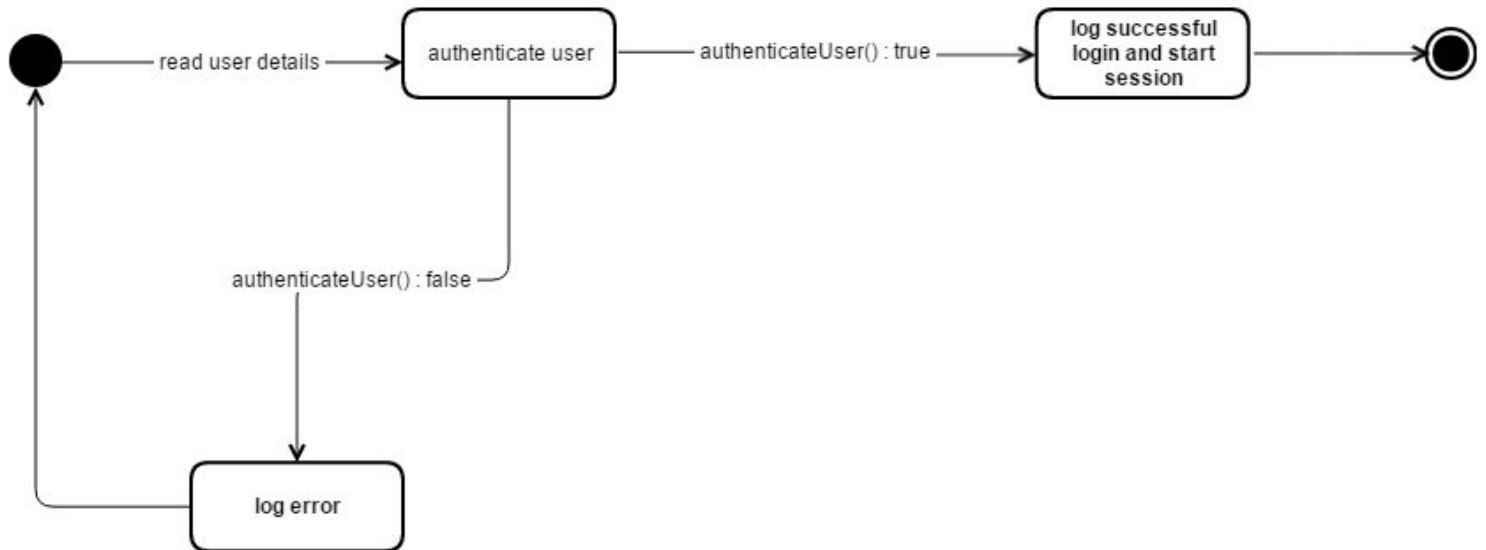 read user details
authenticate user
authenticateUser() : true
log successful
login and start
session
authenticateUser() : false
log error